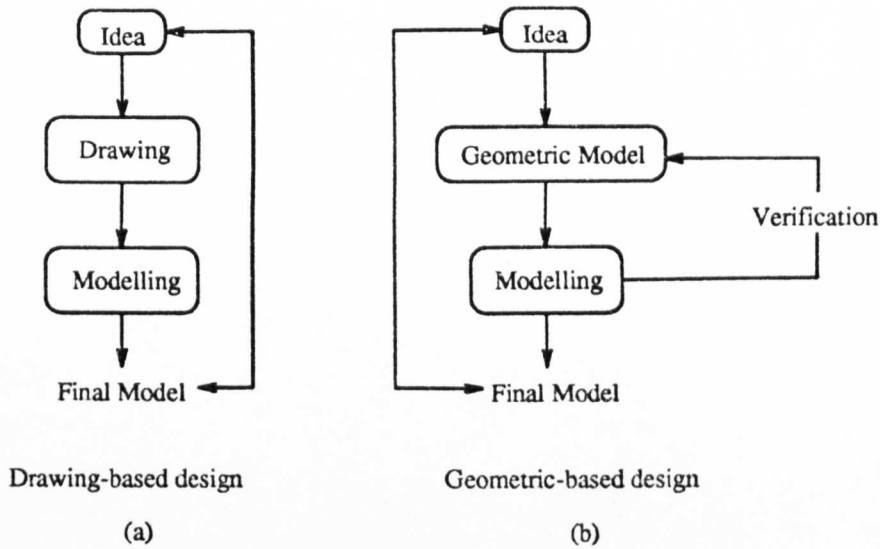 Idea
Drawing
Modelling
Final Model
Drawing-based design
(a)
Idea
Geometric Model
Verification
Modelling
Final Model
Geometric-based design
(b)